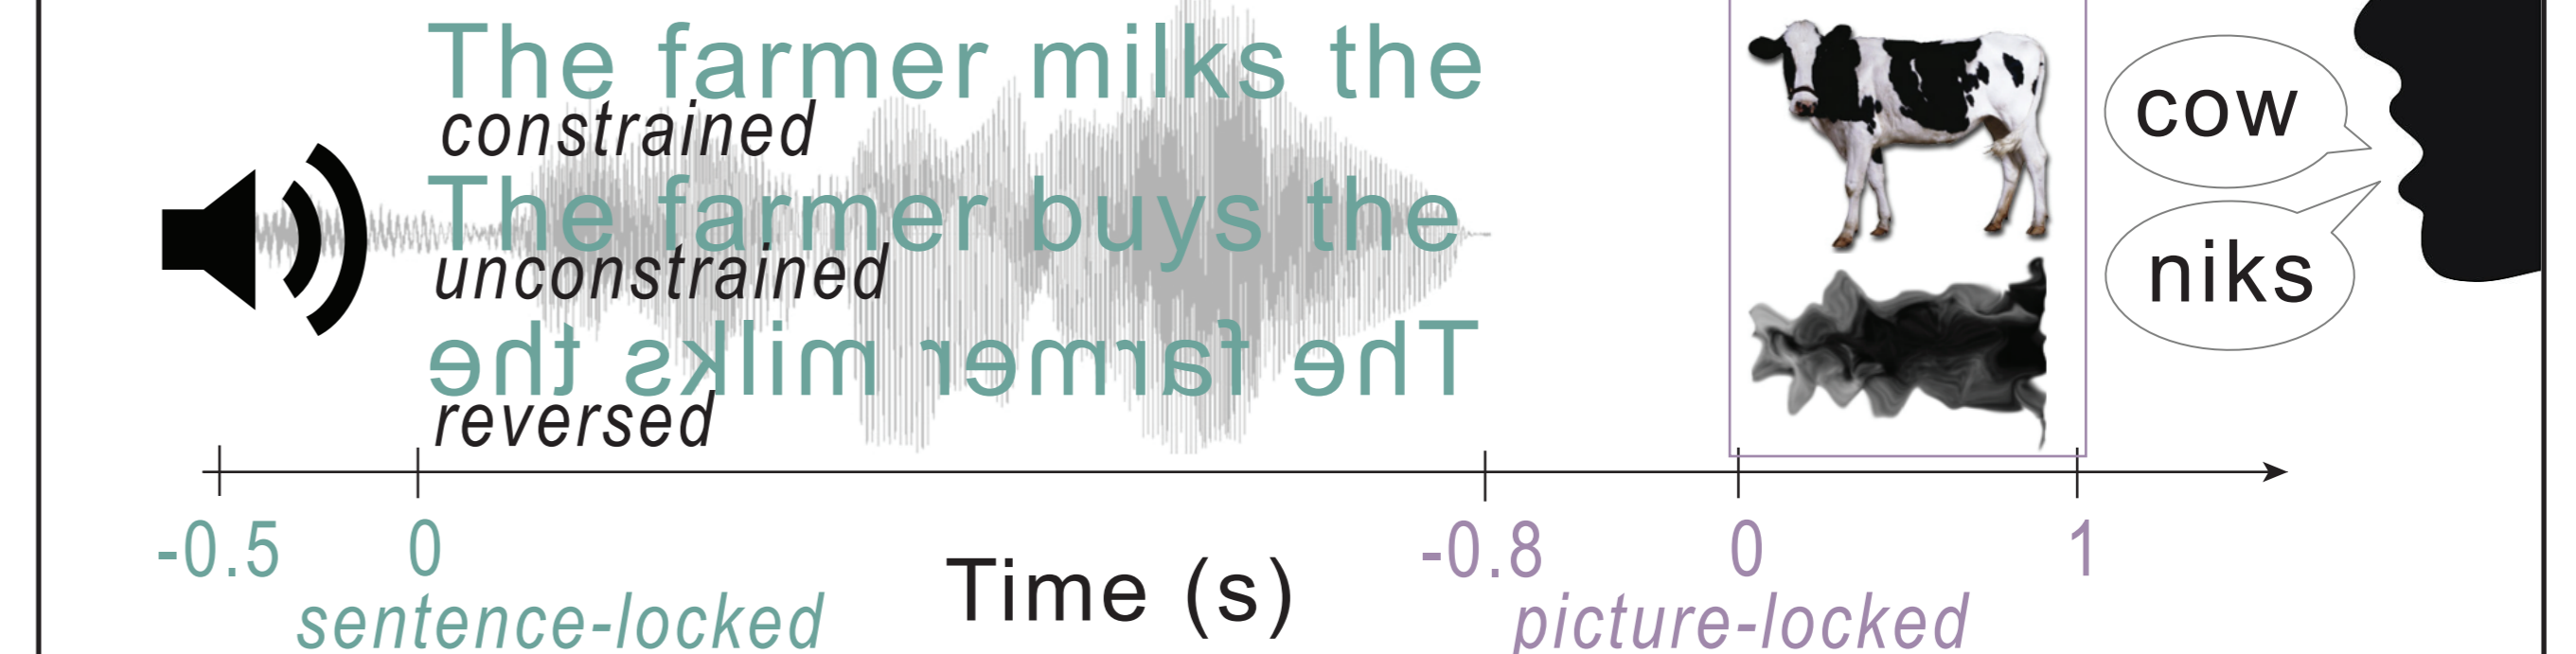 The farmer milks the
constrained
The farmer buys the
unconstrained
The farmer milks the
reversed
cow
niks
-0.5 0 -0.8 0 1
Time (s)
sentence-locked picture-locked